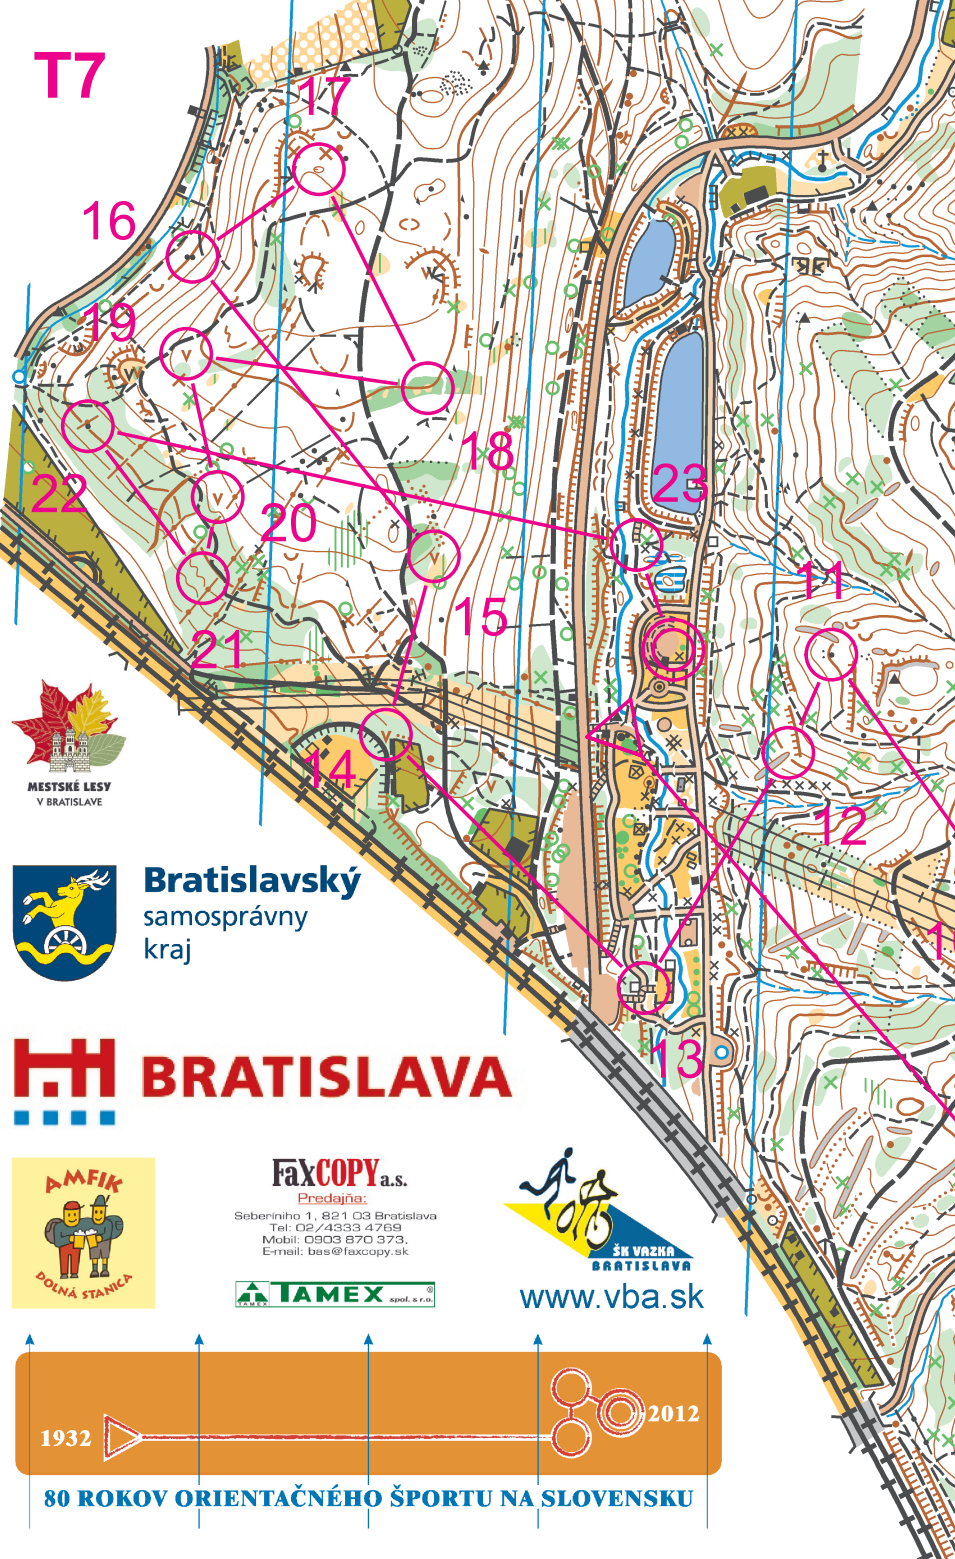 T7
17
16
19
18
22
23
20
11
15
21
14
12
13
MESTSKÉ LESY
V BRATISLAVE
Bratislavský
samosprávny
kraj
BRATISLAVA
AMFIK
DOLNÁ STANICA
FaxCOPY a.s.
Predajňa:
Seberíniho 1, 821 03 Bratislava
Tel: 02/4333 4769
Mobil: 0903 870 373,
E-mail: bas@faxcopy.sk
TAMEX spol. s r.o.
TAMEX
ŠK VAZKA
BRATISLAVA
www.vba.sk
1932
2012
80 ROKOV ORIENTAČNÉHO ŠPORTU NA SLOVENSKU